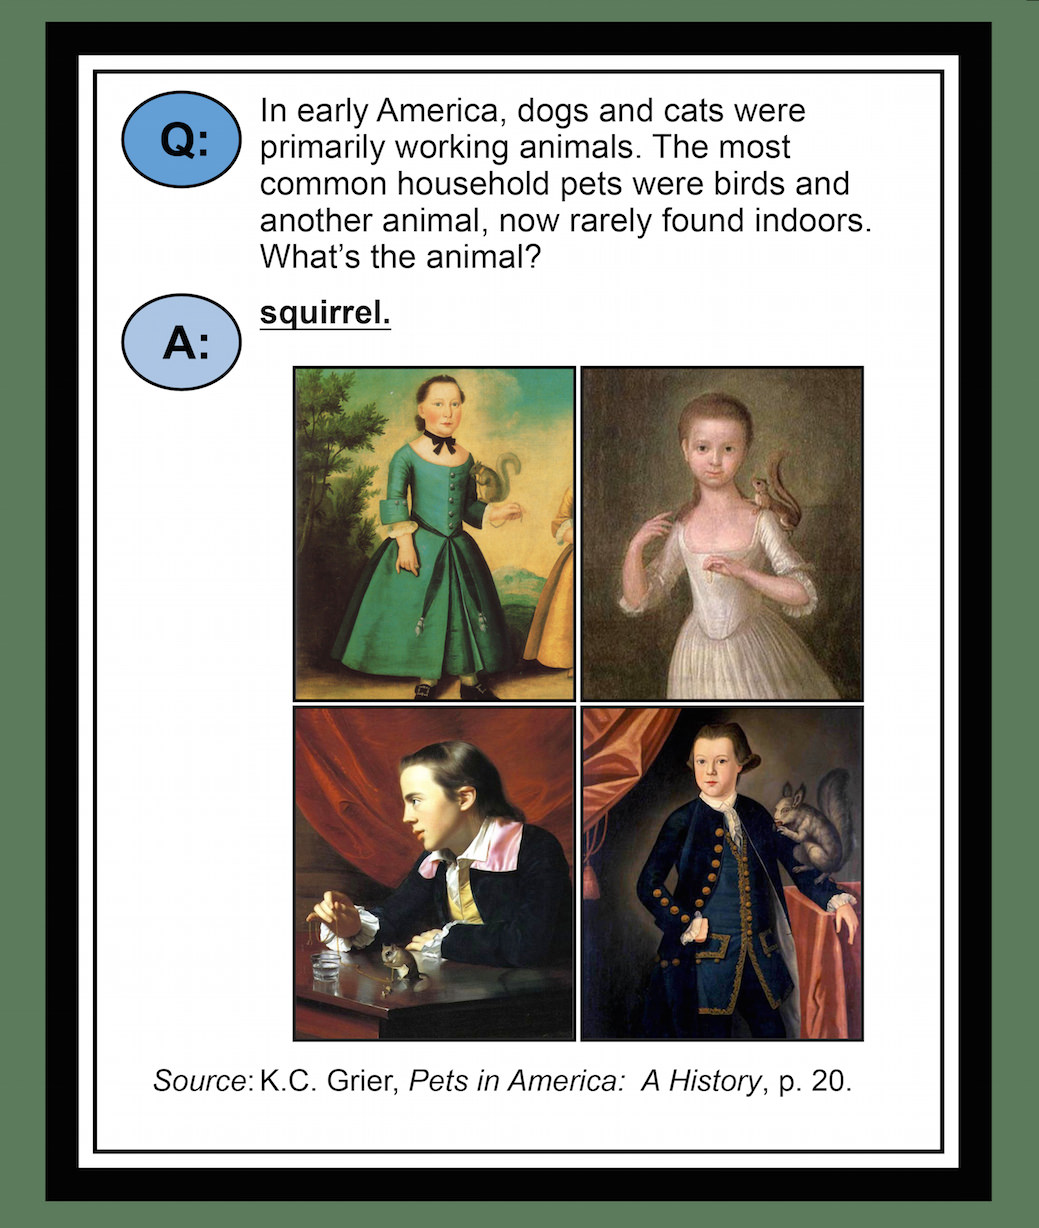 Q:
In early America, dogs and cats were
primarily working animals. The most
common household pets were birds and
another animal, now rarely found indoors.
What’s the animal?
A:
squirrel.
Source: K.C. Grier, Pets in America: A History, p. 20.